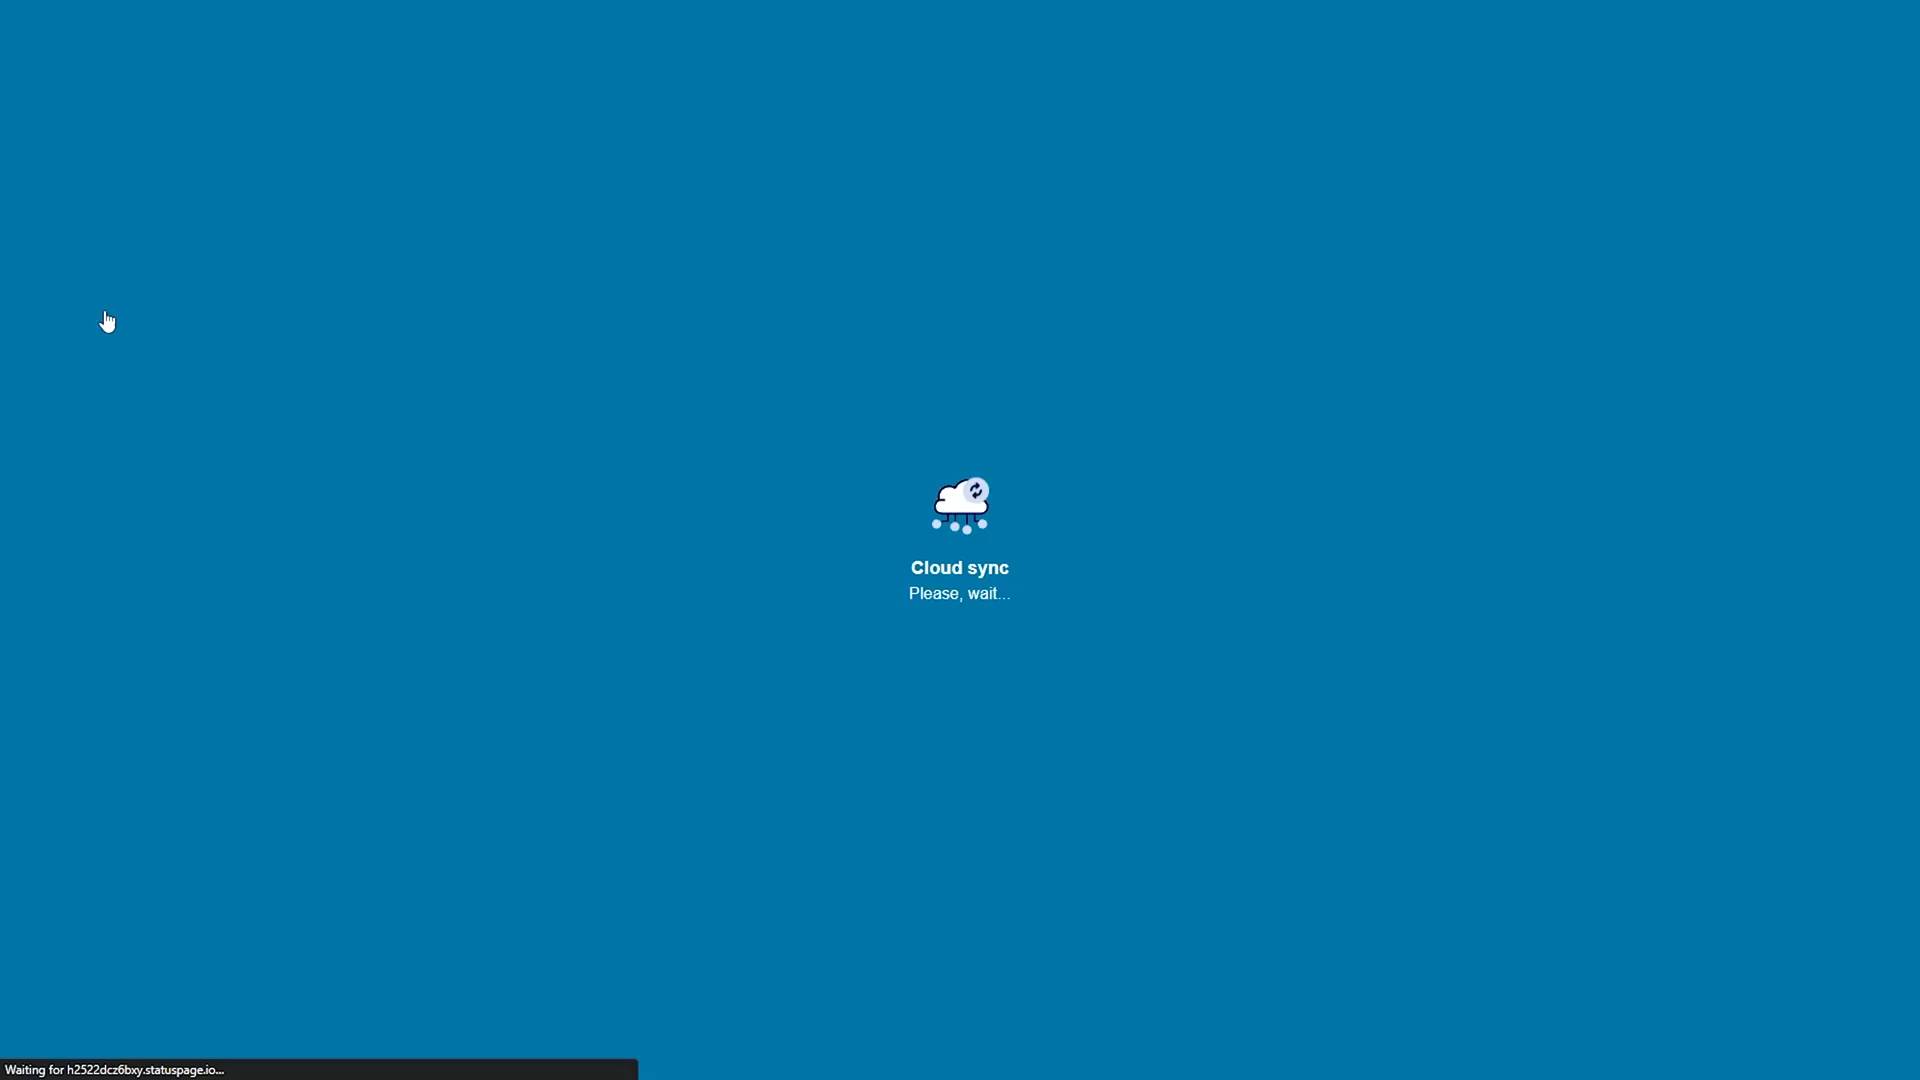 Cloud sync
Please, wait...
Waiting for h2522dcz6bxy.statuspage.io...